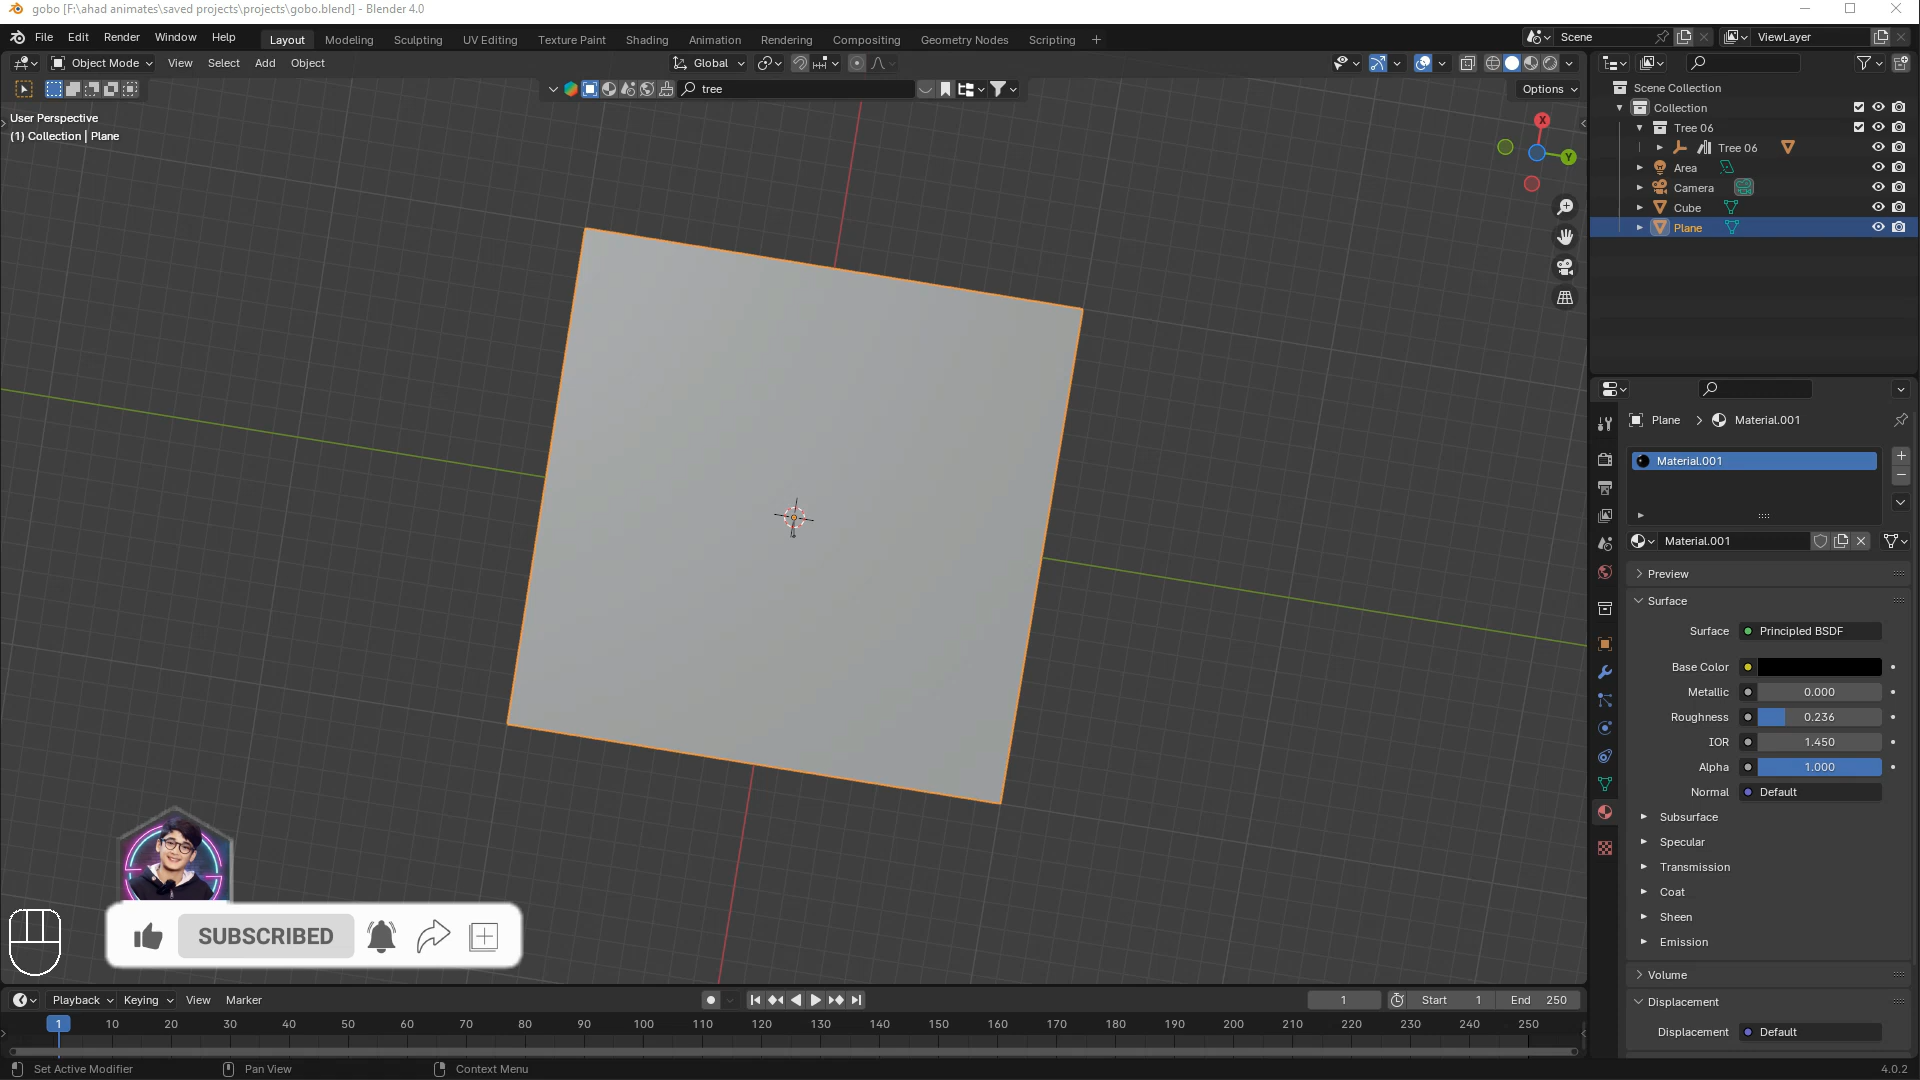 gobo [F:\ahad animates\saved projects\projects\gobo.blend] - Blender 4.0
File Edit Render Window Help
Layout Modeling Sculpting UV Editing Texture Paint Shading Animation Rendering Compositing Geometry Nodes Scripting +
Scene
ViewLayer
Object Mode View Select Add Object
Global
tree
Options
User Perspective
(1) Collection | Plane
X
Y
Scene Collection
Collection
Tree 06
Tree 06
Area
Camera
Cube
Plane
Plane > Material.001
Material.001
Material.001
Preview
Surface
Surface Principled BSDF
Base Color
Metallic 0.000
Roughness 0.236
IOR 1.450
Alpha 1.000
Normal Default
Subsurface
Specular
Transmission
Coat
Sheen
Emission
Volume
Displacement
Displacement Default
SUBSCRIBED
Playback Keying View Marker
1
Start 1 End 250
1 10 20 30 40 50 60 70 80 90 100 110 120 130 140 150 160 170 180 190 200 210 220 230 240 250
Set Active Modifier Pan View Context Menu
4.0.2